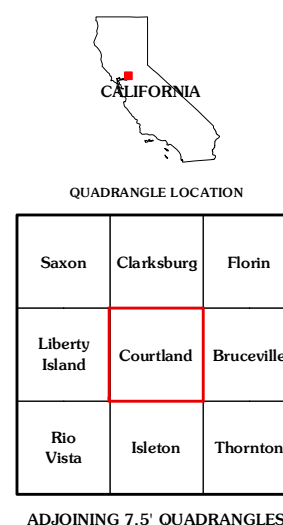 CALIFORNIA
QUADRANGLE LOCATION
Saxon
Clarksburg
Florin
Liberty
Island
Courtland
Bruceville
Rio
Vista
Isleton
Thornton
ADJOINING 7.5' QUADRANGLES